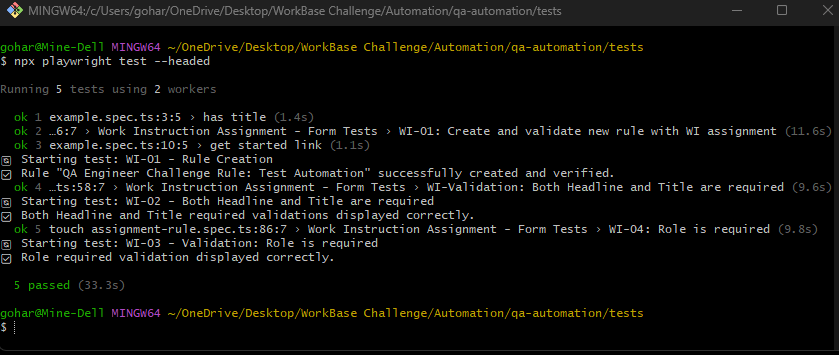 MINGW64:/c/Users/gohar/OneDrive/Desktop/WorkBase Challenge/Automation/qa-automation/tests
gohar@Mine-Dell MINGW64 ~/OneDrive/Desktop/WorkBase Challenge/Automation/qa-automation/tests
$ npx playwright test --headed
Running 5 tests using 2 workers
ok 1 example.spec.ts:3:5 › has title (1.4s)
ok 2 …6:7 › Work Instruction Assignment - Form Tests › WI-01: Create and validate new rule with WI assignment (11.6s)
ok 3 example.spec.ts:10:5 › get started link (1.1s)
Starting test: WI-01 - Rule Creation
Rule "QA Engineer Challenge Rule: Test Automation" successfully created and verified.
ok 4 …ts:58:7 › Work Instruction Assignment - Form Tests › WI-Validation: Both Headline and Title are required (9.6s)
Starting test: WI-02 - Both Headline and Title are required
Both Headline and Title required validations displayed correctly.
ok 5 touch assignment-rule.spec.ts:86:7 › Work Instruction Assignment - Form Tests › WI-04: Role is required (9.8s)
Starting test: WI-03 - Validation: Role is required
Role required validation displayed correctly.
5 passed (33.3s)
gohar@Mine-Dell MINGW64 ~/OneDrive/Desktop/WorkBase Challenge/Automation/qa-automation/tests
$